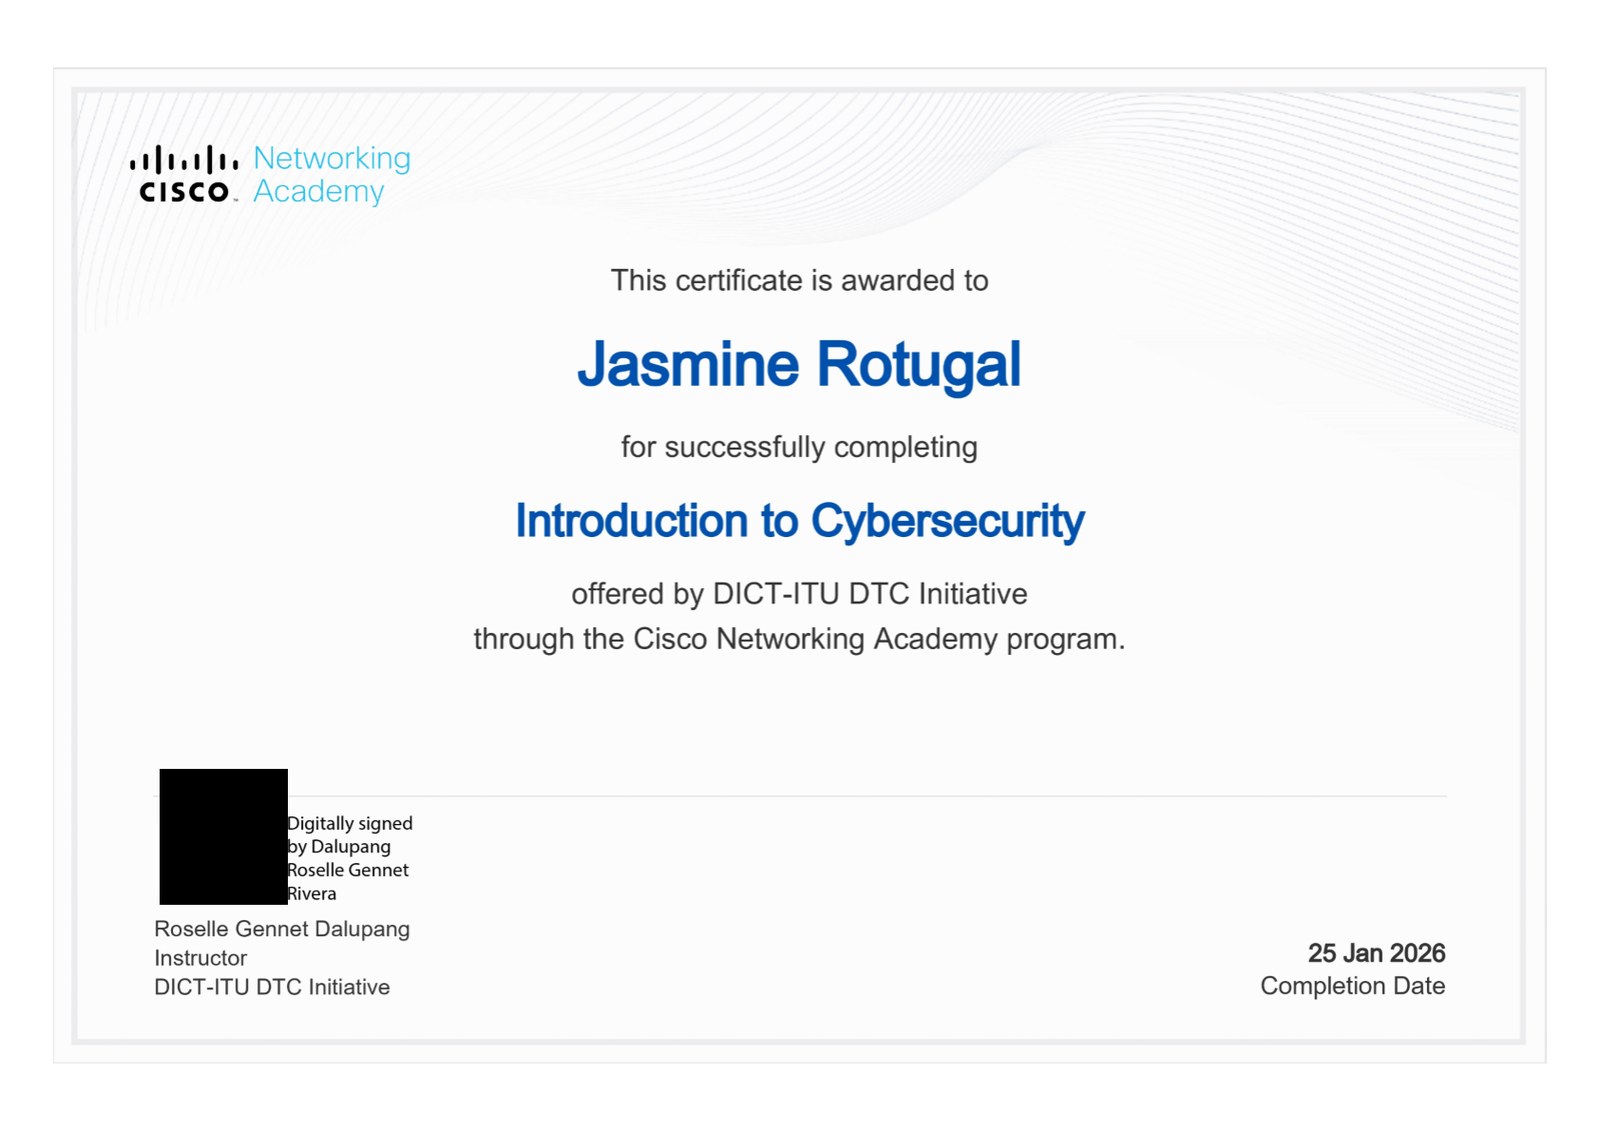 Networking
CISCO Academy
This certificate is awarded to
Jasmine Rotugal
for successfully completing
Introduction to Cybersecurity
offered by DICT-ITU DTC Initiative
through the Cisco Networking Academy program.
Digitally signed
by Dalupang
Roselle Gennet
Rivera
Roselle Gennet Dalupang
Instructor
DICT-ITU DTC Initiative
25 Jan 2026
Completion Date